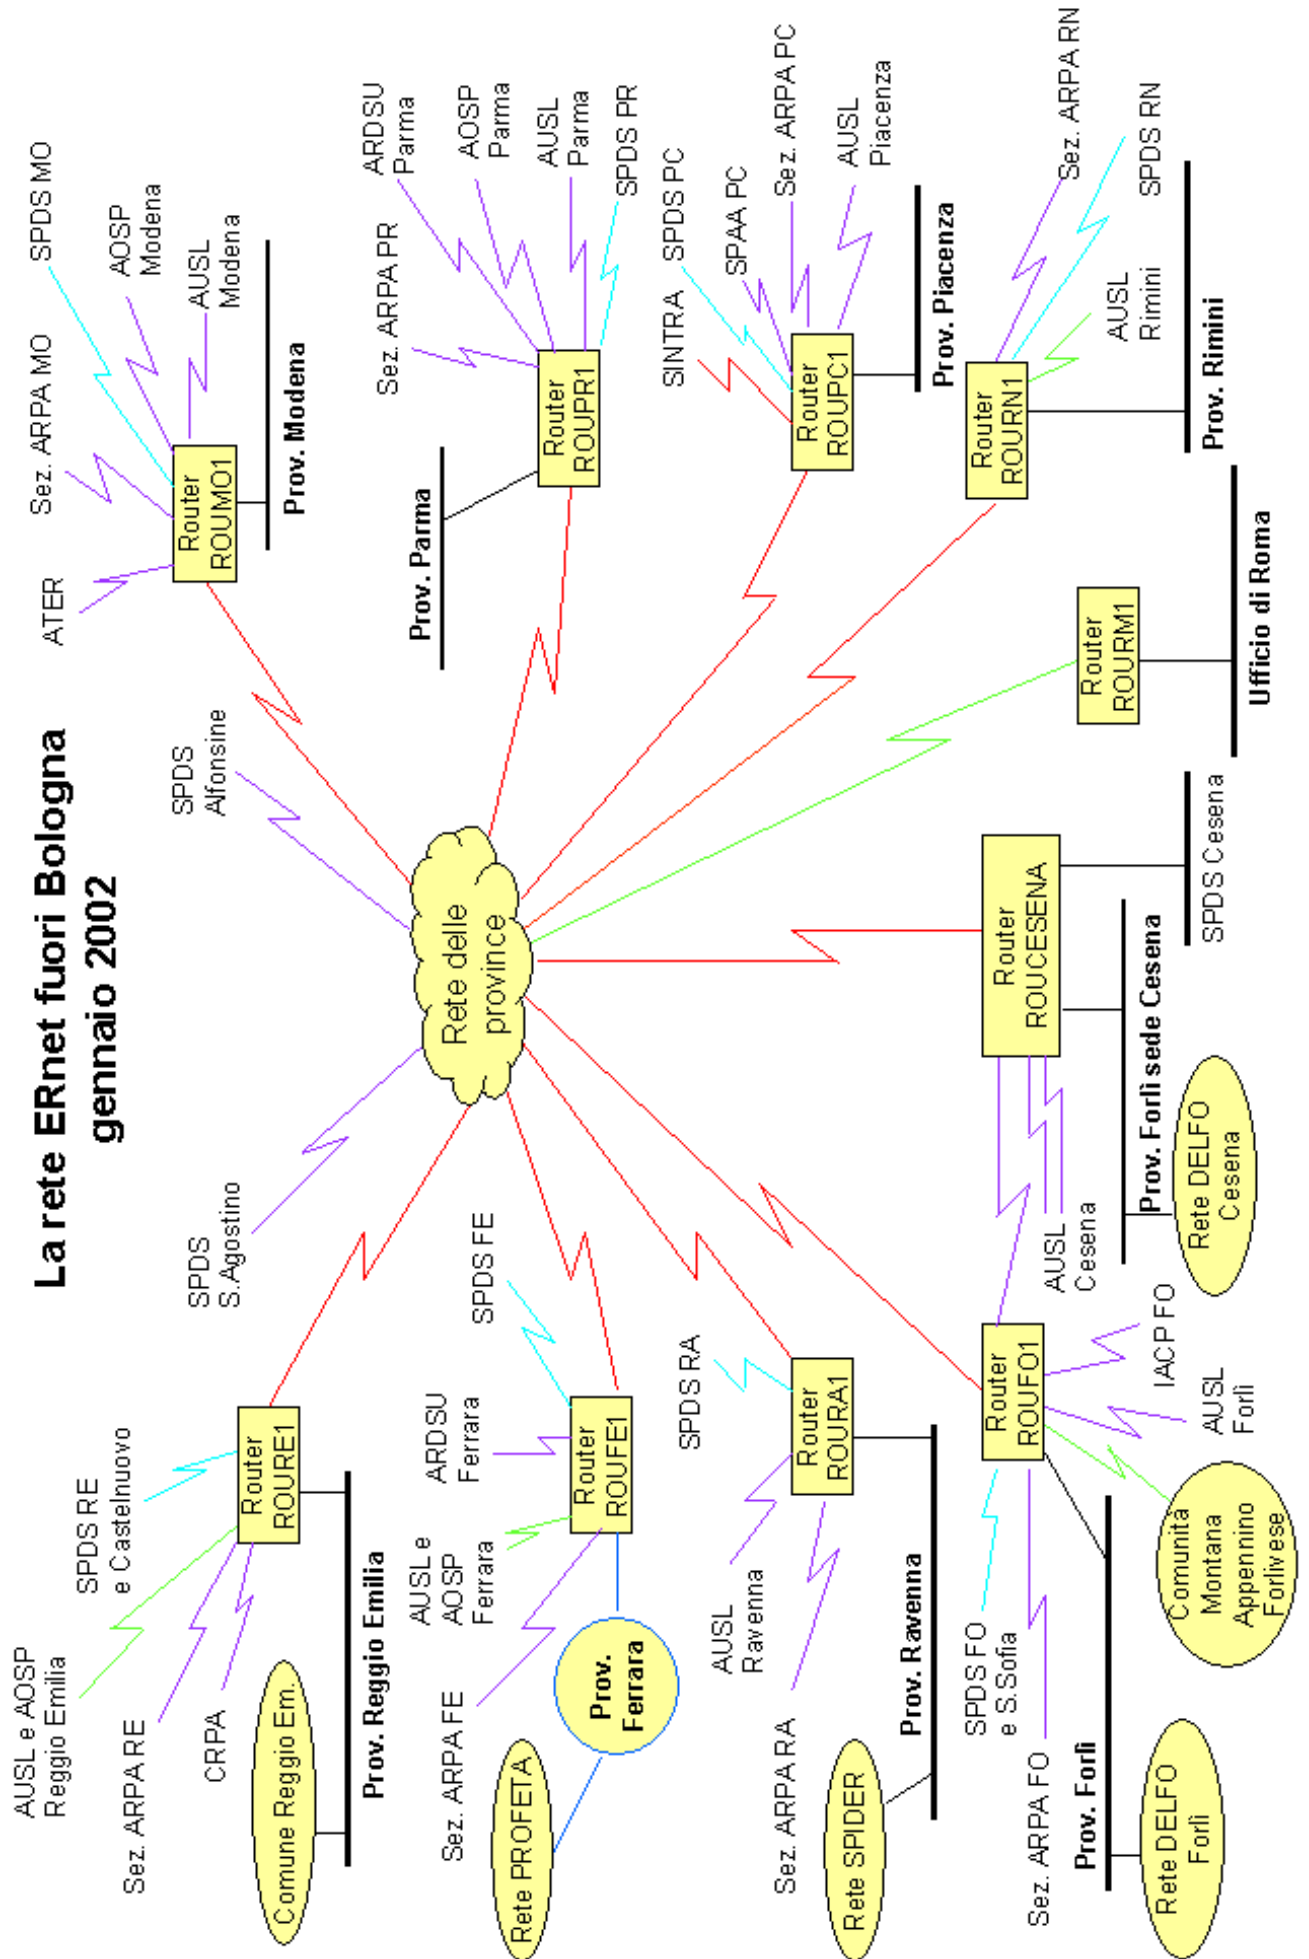 La rete ERnet fuori Bologna
gennaio 2002
AUSL e AOSP
Reggio Emilia
SPDS RE
e Castelnuovo
Sez. ARPA RE
CRPA
Comune Reggio Em.
Router
ROURE1
Prov. Reggio Emilia
SPDS
S.Agostino
SPDS
Alfonsine
ATER
Sez. ARPA MO
SPDS MO
AOSP
Modena
AUSL
Modena
Router
ROUMO1
Prov. Modena
Rete delle
province
AUSL e
AOSP
Ferrara
ARDSU
Ferrara
SPDS FE
Sez. ARPA FE
Rete PROFETA
Prov.
Ferrara
Router
ROUFE1
Prov. Parma
Sez. ARPA PR
ARDSU
Parma
AOSP
Parma
AUSL
Parma
SPDS PR
Router
ROUPR1
SPDS RA
AUSL
Ravenna
Sez. ARPA RA
Rete SPIDER
Router
ROURA1
Prov. Ravenna
SINTRA
SPDS PC
SPAA PC
Sez. ARPA PC
AUSL
Piacenza
Router
ROUPC1
Prov. Piacenza
SPDS FO
e S.Sofia
Sez. ARPA FO
Prov. Forlì
Rete DELFO
Forlì
Router
ROUFO1
Comunità
Montana
Appennino
Forlivese
AUSL
Forlì
IACP FO
AUSL
Cesena
Router
ROUCESENA
Prov. Forlì sede Cesena
Rete DELFO
Cesena
SPDS Cesena
Router
ROURM1
Ufficio di Roma
Router
ROURN1
Sez. ARPA RN
SPDS RN
AUSL
Rimini
Prov. Rimini